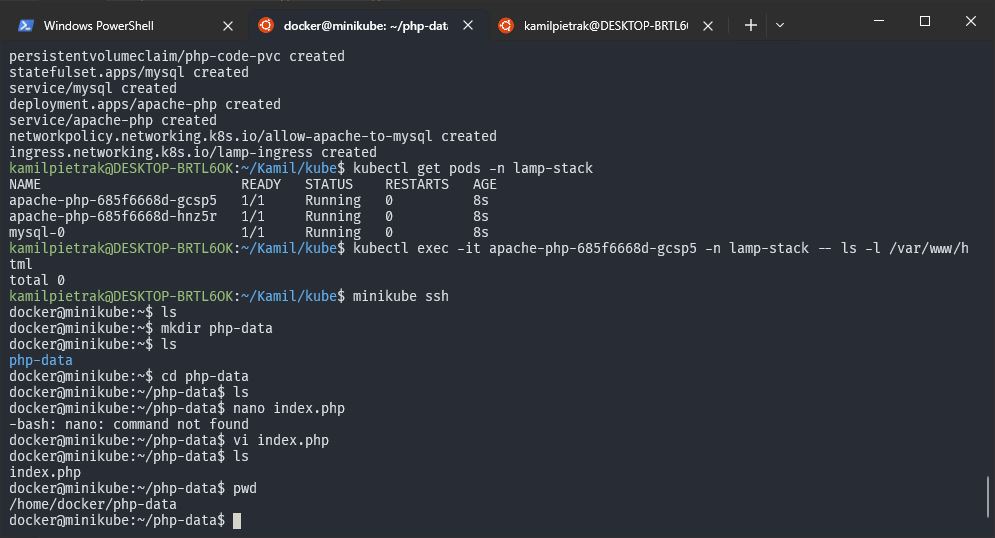 Windows PowerShell
docker@minikube: ~/php-data
kamilpietrak@DESKTOP-BRTL6O
persistentvolumeclaim/php-code-pvc created
statefulset.apps/mysql created
service/mysql created
deployment.apps/apache-php created
service/apache-php created
networkpolicy.networking.k8s.io/allow-apache-to-mysql created
ingress.networking.k8s.io/lamp-ingress created
kamilpietrak@DESKTOP-BRTL6OK:~/Kamil/kube$ kubectl get pods -n lamp-stack
NAME READY STATUS RESTARTS AGE
apache-php-685f6668d-gcsp5 1/1 Running 0 8s
apache-php-685f6668d-hnz5r 1/1 Running 0 8s
mysql-0 1/1 Running 0 8s
kamilpietrak@DESKTOP-BRTL6OK:~/Kamil/kube$ kubectl exec -it apache-php-685f6668d-gcsp5 -n lamp-stack -- ls -l /var/www/h
tml
total 0
kamilpietrak@DESKTOP-BRTL6OK:~/Kamil/kube$ minikube ssh
docker@minikube:~$ ls
docker@minikube:~$ mkdir php-data
docker@minikube:~$ ls
php-data
docker@minikube:~$ cd php-data
docker@minikube:~/php-data$ ls
docker@minikube:~/php-data$ nano index.php
-bash: nano: command not found
docker@minikube:~/php-data$ vi index.php
docker@minikube:~/php-data$ ls
index.php
docker@minikube:~/php-data$ pwd
/home/docker/php-data
docker@minikube:~/php-data$